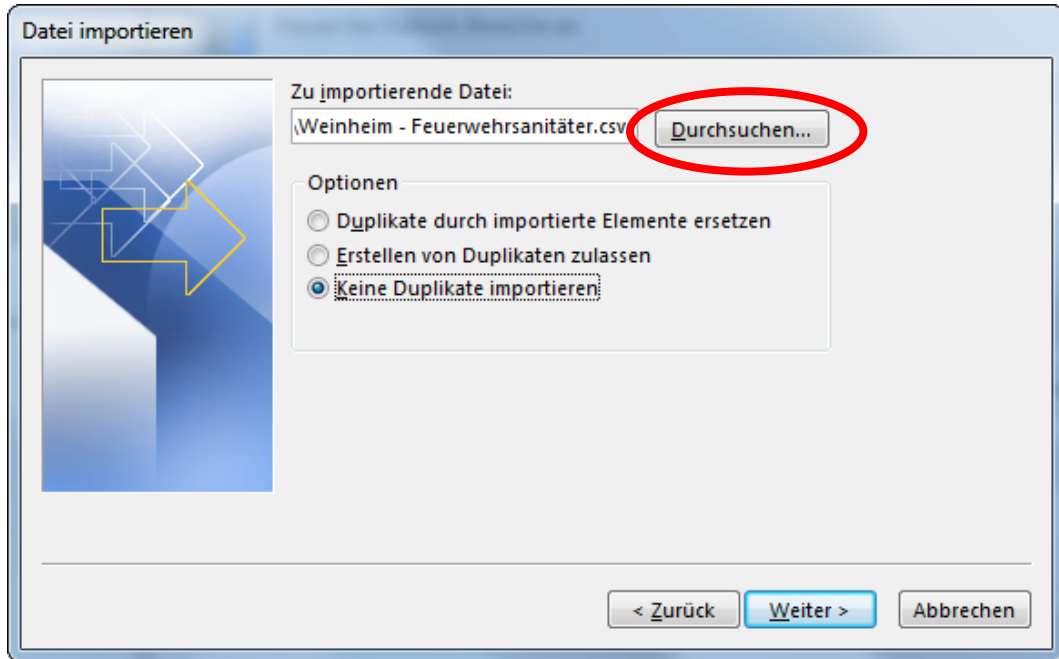 Datei importieren
Zu importierende Datei:
\Weinheim - Feuerwehrsanitäter.csv
Durchsuchen...
Optionen
Duplikate durch importierte Elemente ersetzen
Erstellen von Duplikaten zulassen
Keine Duplikate importieren
< Zurück
Weiter >
Abbrechen